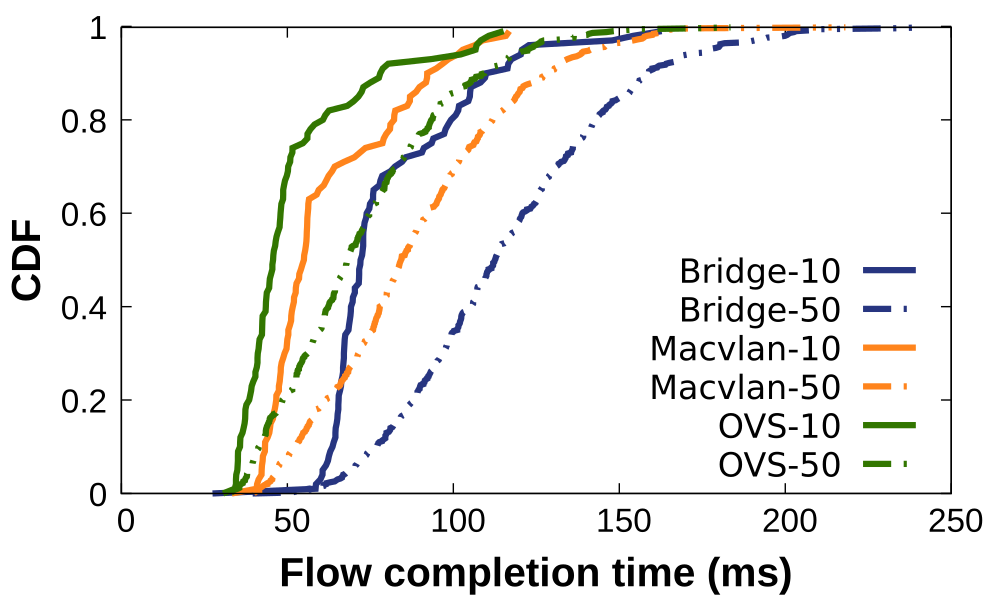 1
0.8
0.6
0.4
0.2
0
CDF
0 50 100 150 200 250
Flow completion time (ms)
Bridge-10
Bridge-50
Macvlan-10
Macvlan-50
OVS-10
OVS-50